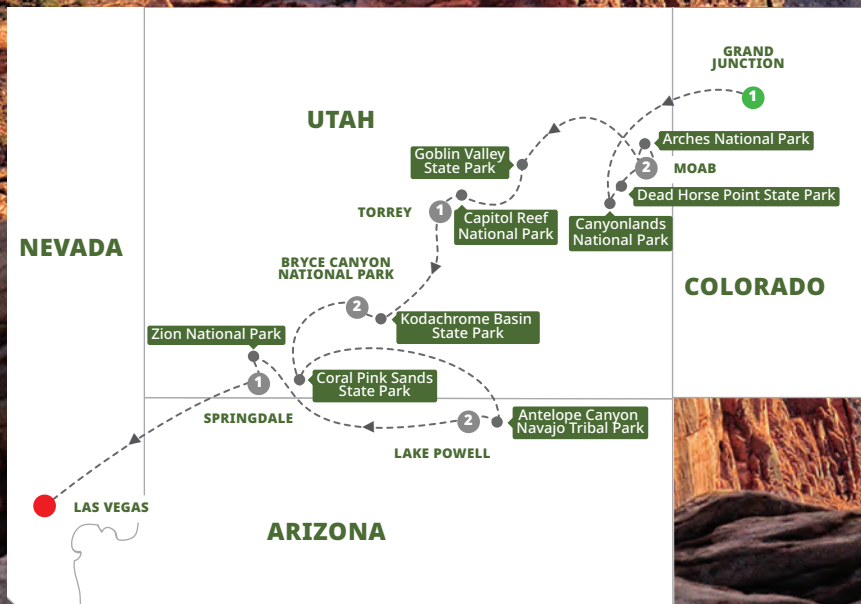 GRAND
JUNCTION
1
UTAH
Arches National Park
Goblin Valley
State Park
2
MOAB
Dead Horse Point State Park
TORREY
1
Capitol Reef
National Park
Canyonlands
National Park
NEVADA
BRYCE CANYON
NATIONAL PARK
COLORADO
2
Kodachrome Basin
State Park
Zion National Park
1
Coral Pink Sands
State Park
SPRINGDALE
2
Antelope Canyon
Navajo Tribal Park
LAKE POWELL
LAS VEGAS
ARIZONA